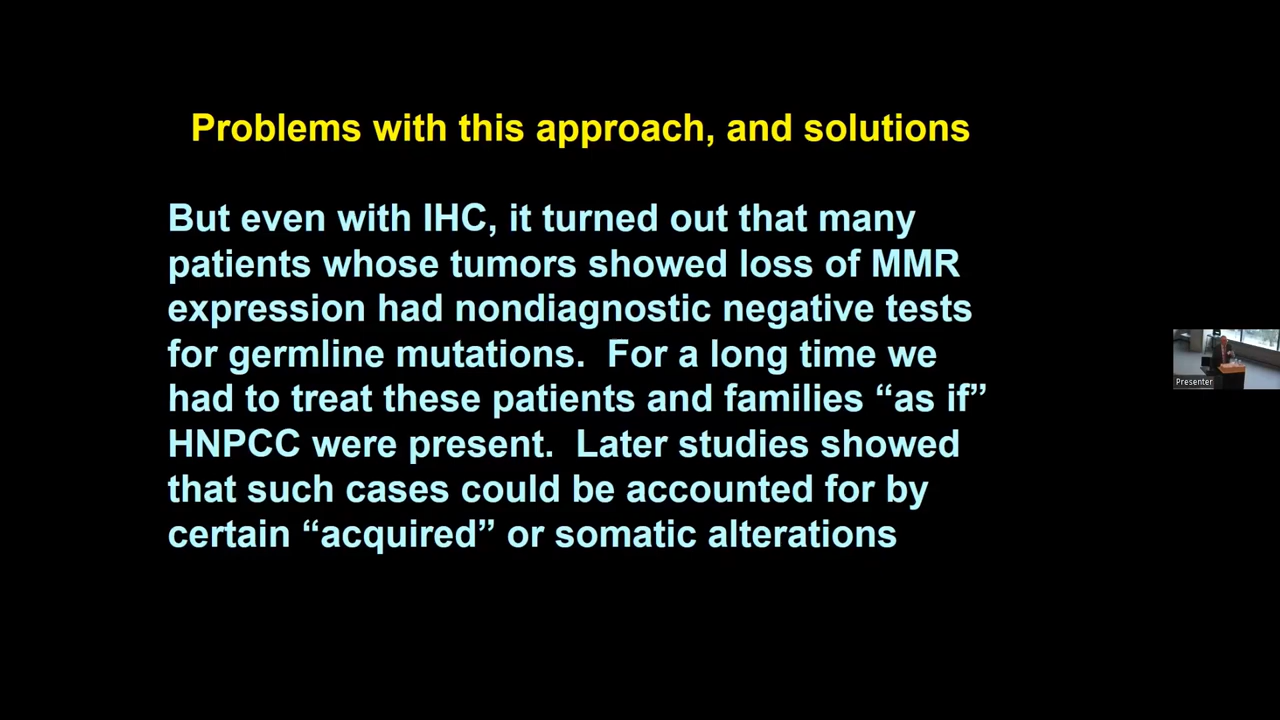 Problems with this approach, and solutions
But even with IHC, it turned out that many
patients whose tumors showed loss of MMR
expression had nondiagnostic negative tests
for germline mutations.  For a long time we
had to treat these patients and families “as if”
HNPCC were present.  Later studies showed
that such cases could be accounted for by
certain “acquired” or somatic alterations
Presenter